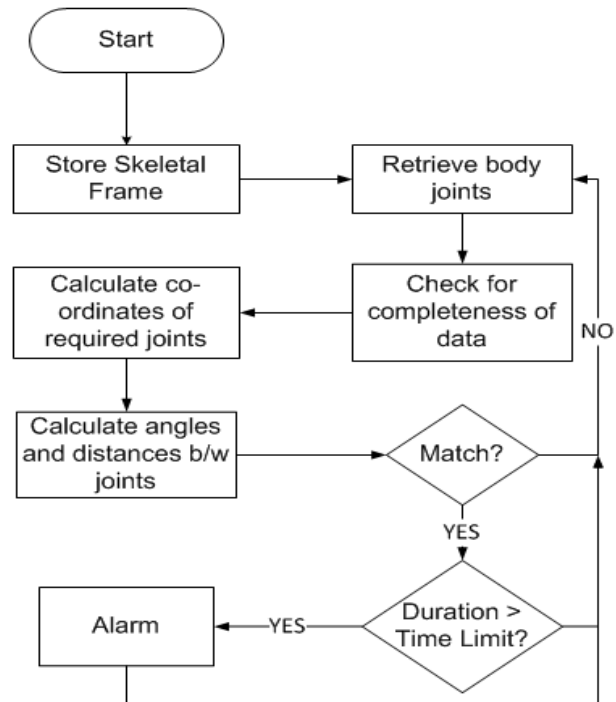 Start
Store Skeletal
Frame
Retrieve body
joints
Calculate co-
ordinates of
required joints
Check for
completeness of
data
NO
Calculate angles
and distances b/w
joints
Match?
YES
Alarm
YES
Duration >
Time Limit?